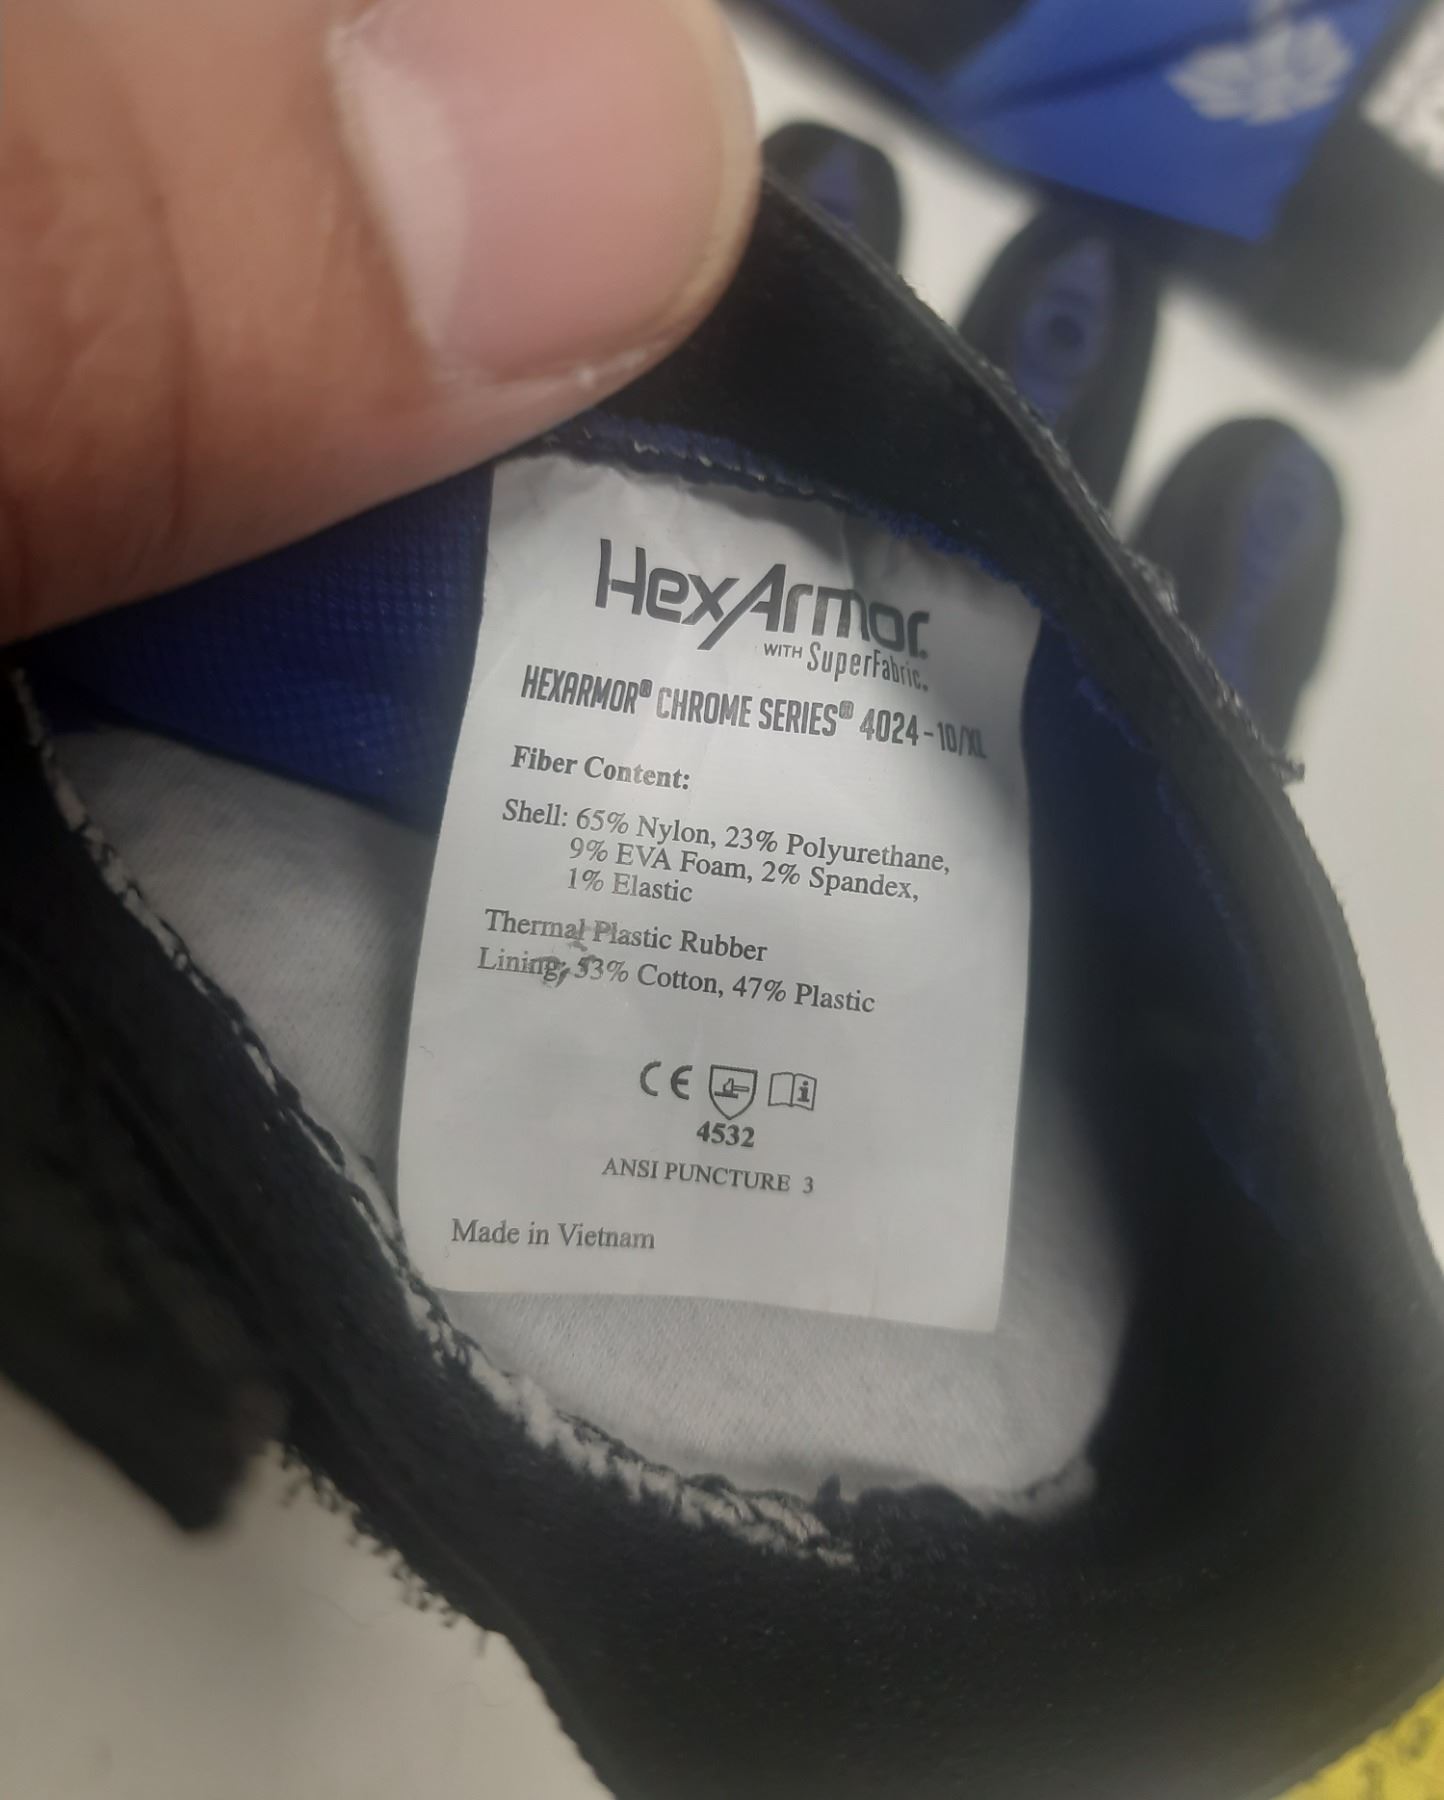 HexArmor®
WITH SuperFabric®
HEXARMOR® CHROME SERIES® 4024-10/XL
Fiber Content:
Shell: 65% Nylon, 23% Polyurethane,
9% EVA Foam, 2% Spandex,
1% Elastic
Thermal Plastic Rubber
Lining, 53% Cotton, 47% Plastic
CE i
4532
ANSI PUNCTURE 3
Made in Vietnam